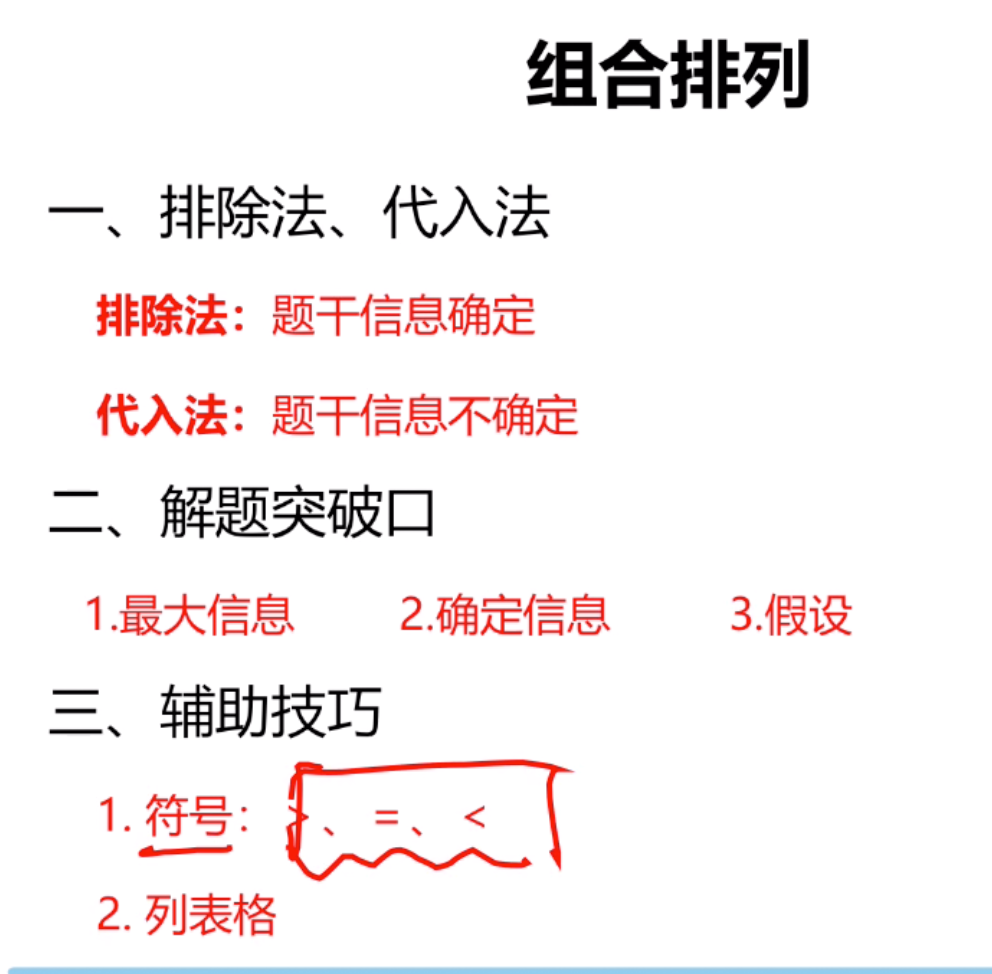 组合排列
一、排除法、代入法
排除法：题干信息确定
代入法：题干信息不确定
二、解题突破口
1.最大信息 2.确定信息 3.假设
三、辅助技巧
1. 符号：>、=、<
2. 列表格